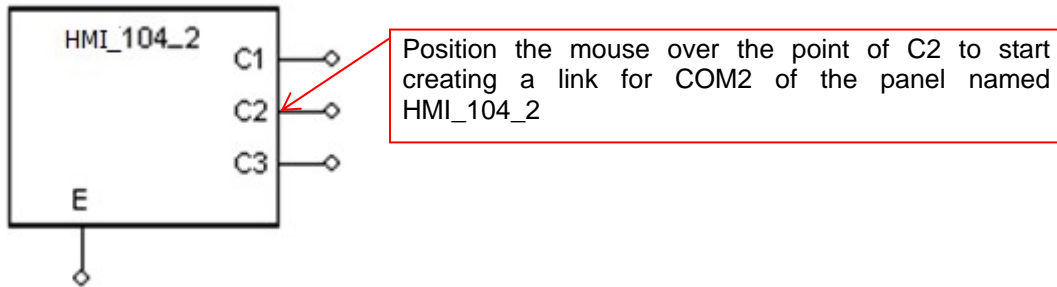 HMI_104_2
C1
C2
C3
E
Position the mouse over the point of C2 to start
creating a link for COM2 of the panel named
HMI_104_2